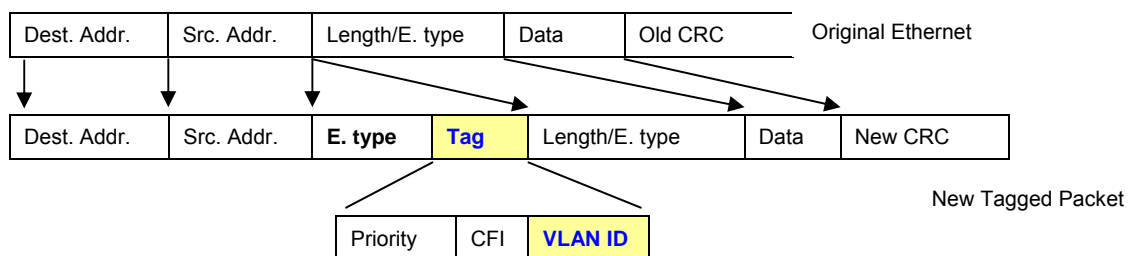 Dest. Addr. Src. Addr. Length/E. type Data Old CRC Original Ethernet
Dest. Addr. Src. Addr. E. type Tag Length/E. type Data New CRC
New Tagged Packet
Priority CFI VLAN ID